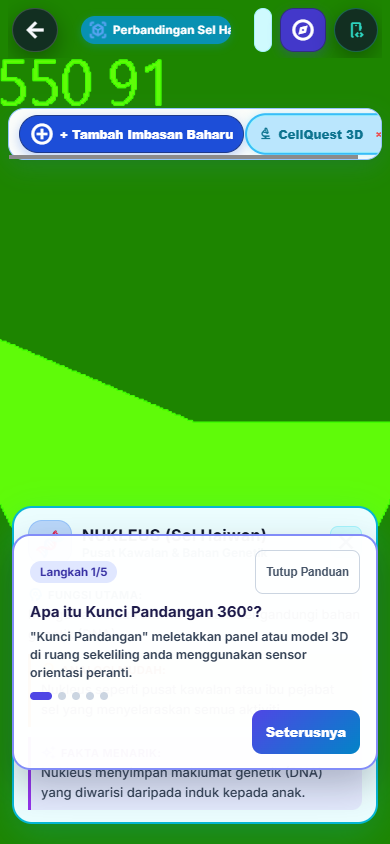 Perbandingan Sel Ha
550 91
+ Tambah Imbasan Baharu
CellQuest 3D
×
NUKLEUS (Sel Haiwan)
Langkah 1/5
Tutup Panduan
Apa itu Kunci Pandangan 360°?
"Kunci Pandangan" meletakkan panel atau model 3D
di ruang sekeliling anda menggunakan sensor
orientasi peranti.
Seterusnya
Nukleus menyimpan maklumat genetik (DNA)
yang diwarisi daripada induk kepada anak.